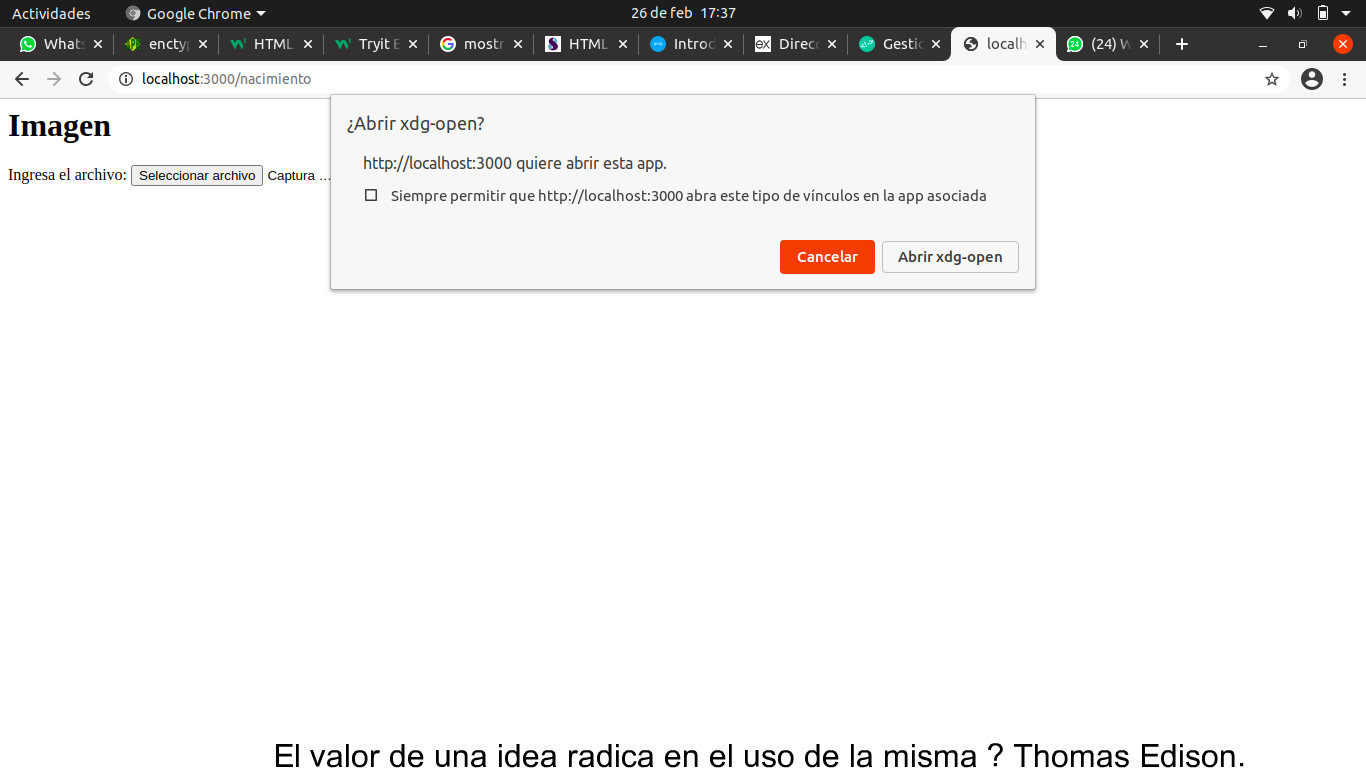 Actividades Google Chrome 26 de feb 17:37
Whats enctyp HTML Tryit E mostr HTML Introd Direcc Gestic localh (24) W
localhost:3000/nacimiento
Imagen
Ingresa el archivo: Seleccionar archivo Captura ...
¿Abrir xdg-open?
http://localhost:3000 quiere abrir esta app.
Siempre permitir que http://localhost:3000 abra este tipo de vínculos en la app asociada
Cancelar Abrir xdg-open
El valor de una idea radica en el uso de la misma ? Thomas Edison.